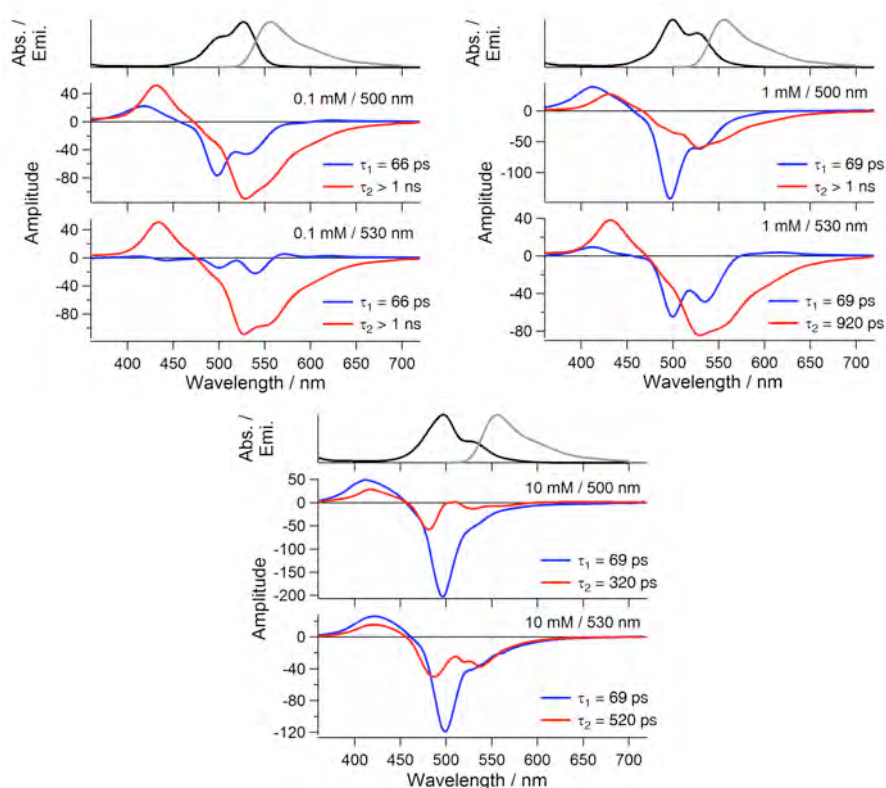 Abs. /
Emi.
40
0
-40
-80
0.1 mM / 500 nm
τ1 = 66 ps
τ2 > 1 ns
Amplitude
40
0
-40
-80
0.1 mM / 530 nm
τ1 = 66 ps
τ2 > 1 ns
400 450 500 550 600 650 700
Wavelength / nm
Abs. /
Emi.
0
-50
-100
1 mM / 500 nm
τ1 = 69 ps
τ2 > 1 ns
Amplitude
40
0
-40
-80
1 mM / 530 nm
τ1 = 69 ps
τ2 = 920 ps
400 450 500 550 600 650 700
Wavelength / nm
Abs. /
Emi.
50
0
-50
-100
-150
-200
10 mM / 500 nm
τ1 = 69 ps
τ2 = 320 ps
Amplitude
0
-40
-80
-120
10 mM / 530 nm
τ1 = 69 ps
τ2 = 520 ps
400 450 500 550 600 650 700
Wavelength / nm